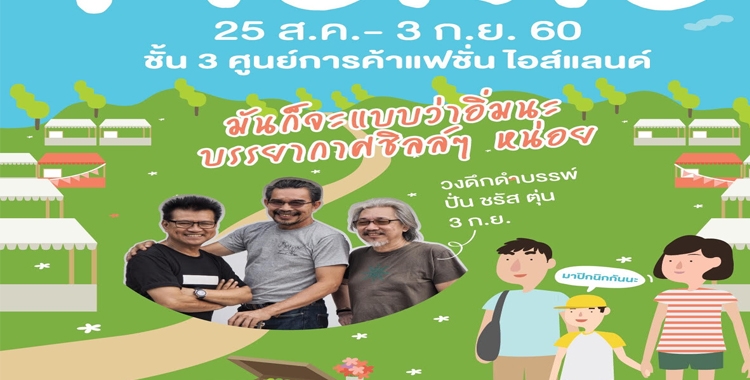 25 ส.ค.- 3 ก.ย. 60
ชั้น 3 ศูนย์การค้าแฟชั่น ไอส์แลนด์
มันก็จะแบบว่าอิ่มนะ
บรรยากาศชิลล์ๆ หน่อย
วงดึกดำบรรพ์
ปั่น ชรัส ตุ่น
3 ก.ย.
มาปิกนิกกันนะ